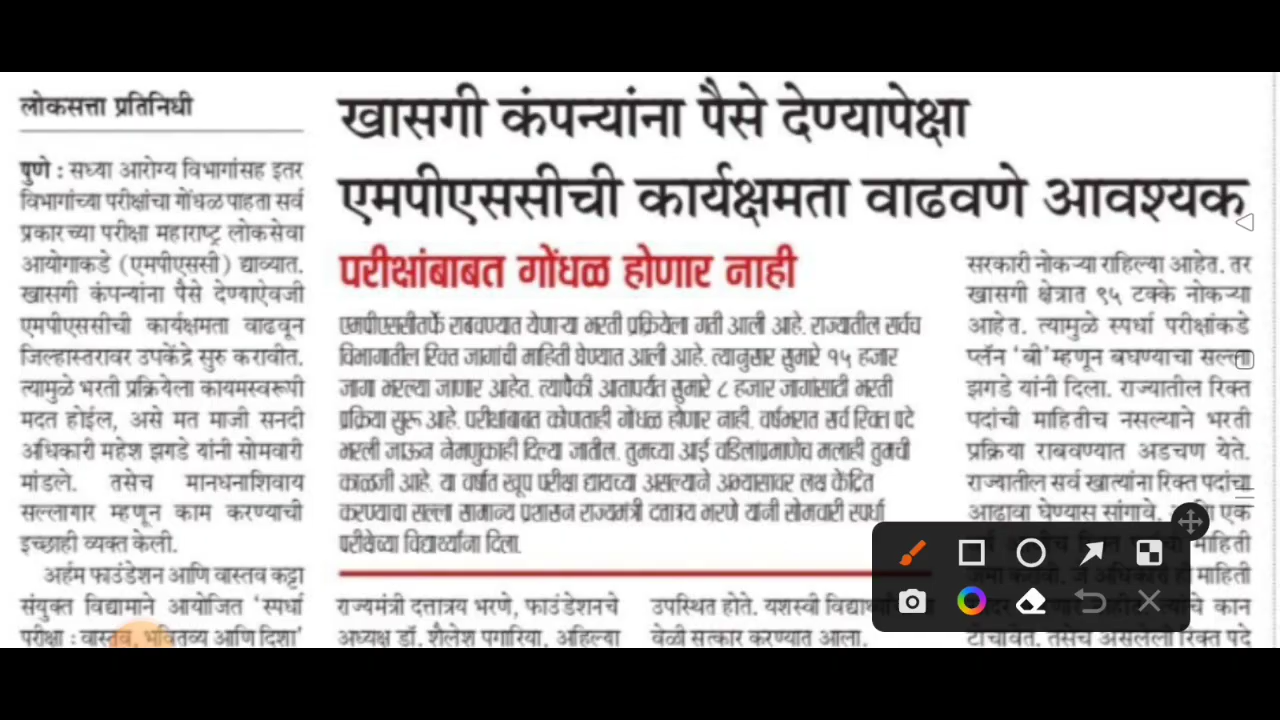 लोकसत्ता प्रतिनिधी
पुणे : सध्या आरोग्य विभागांसह इतर
विभागांच्या परीक्षांचा गोंधळ पाहता सर्व
प्रकारच्या परीक्षा महाराष्ट्र लोकसेवा
आयोगाकडे (एमपीएससी) द्याव्यात.
खासगी कंपन्यांना पैसे देण्याऐवजी
एमपीएससीची कार्यक्षमता वाढवून
जिल्हास्तरावर उपकेंद्रे सुरु करावीत.
त्यामुळे भरती प्रक्रियेला कायमस्वरूपी
मदत होईल, असे मत माजी सनदी
अधिकारी महेश झगडे यांनी सोमवारी
मांडले. तसेच मानधनाशिवाय
सल्लागार म्हणून काम करण्याची
इच्छाही व्यक्त केली.
अर्हम फाउंडेशन आणि वास्तव कट्टा
संयुक्त विद्यमाने आयोजित 'स्पर्धा
परीक्षा : वास्तव, भवितव्य आणि दिशा'
खासगी कंपन्यांना पैसे देण्यापेक्षा
एमपीएससीची कार्यक्षमता वाढवणे आवश्यक
परीक्षांबाबत गोंधळ होणार नाही
एमपीएससीतर्फे राबवण्यात येणाऱ्या भरती प्रक्रियेला गती आली आहे. राज्यातील सर्वच
विभागातील रिक्त जागांची माहिती घेण्यात आली आहे. त्यानुसार सुमारे १५ हजार
जागा भरल्या जाणार आहेत. त्यापैकी आतापर्यंत सुमारे ८ हजार जागांसाठी भरती
प्रक्रिया सुरू आहे. परीक्षांबाबत कोणताही गोंधळ होणार नाही. वर्षभरात सर्व रिक्त पदे
भरली जाऊन नेमणुकाही दिल्या जातील. तुमच्या आई वडिलांप्रमाणेच मलाही तुमची
काळजी आहे. या वर्षात खूप परीक्षा द्यायच्या असल्याने अभ्यासावर लक्ष केंद्रित
करण्याचा सल्ला सामान्य प्रशासन राज्यमंत्री दत्तात्रय भरणे यांनी सोमवारी स्पर्धा
परीक्षेच्या विद्यार्थ्यांना दिला.
राज्यमंत्री दत्तात्रय भरणे, फाउंडेशनचे
अध्यक्ष डॉ. शैलेश पगारिया, अहिल्या
उपस्थित होते. यशस्वी
वेळी सत्कार करण्यात आला.
सरकारी नोकऱ्या राहिल्या आहेत. तर
खासगी क्षेत्रात ९५ टक्के नोकऱ्या
आहेत. त्यामुळे स्पर्धा परीक्षांकडे
प्लॅन 'बी' म्हणून बघण्याचा सल्ला
झगडे यांनी दिला. राज्यातील रिक्त
पदांची माहितीच नसल्याने भरती
प्रक्रिया राबवण्यात अडचण येते.
राज्यातील सर्व खात्यांना रिक्त पदांचा
आढावा घेण्यास सांगावे. एक
माहिती
माहिती
कान
टोचावेत. तसेच असलेली रिक्त पदे